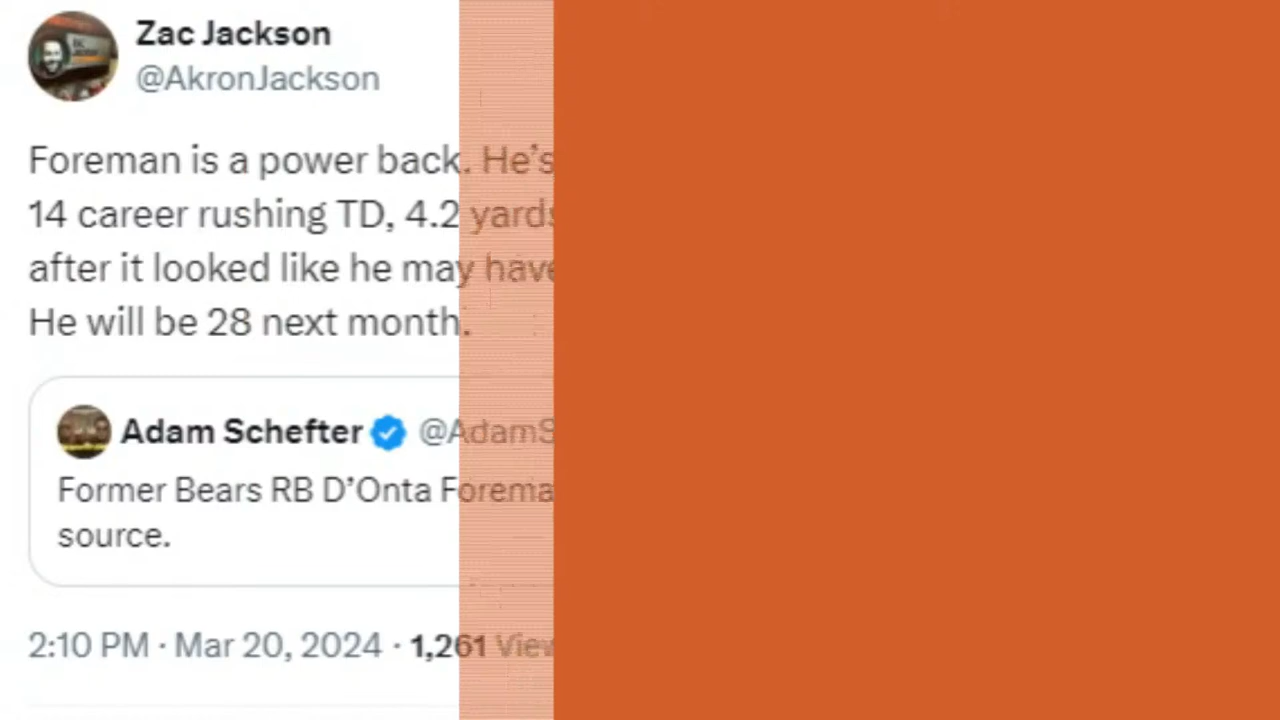 Zac Jackson
@AkronJackson
Foreman is a power back. He's
14 career rushing TD, 4.2 yards
after it looked like he may have
He will be 28 next month.
Adam Schefter @AdamS
Former Bears RB D'Onta Forema
source.
2:10 PM · Mar 20, 2024 · 1,261 View